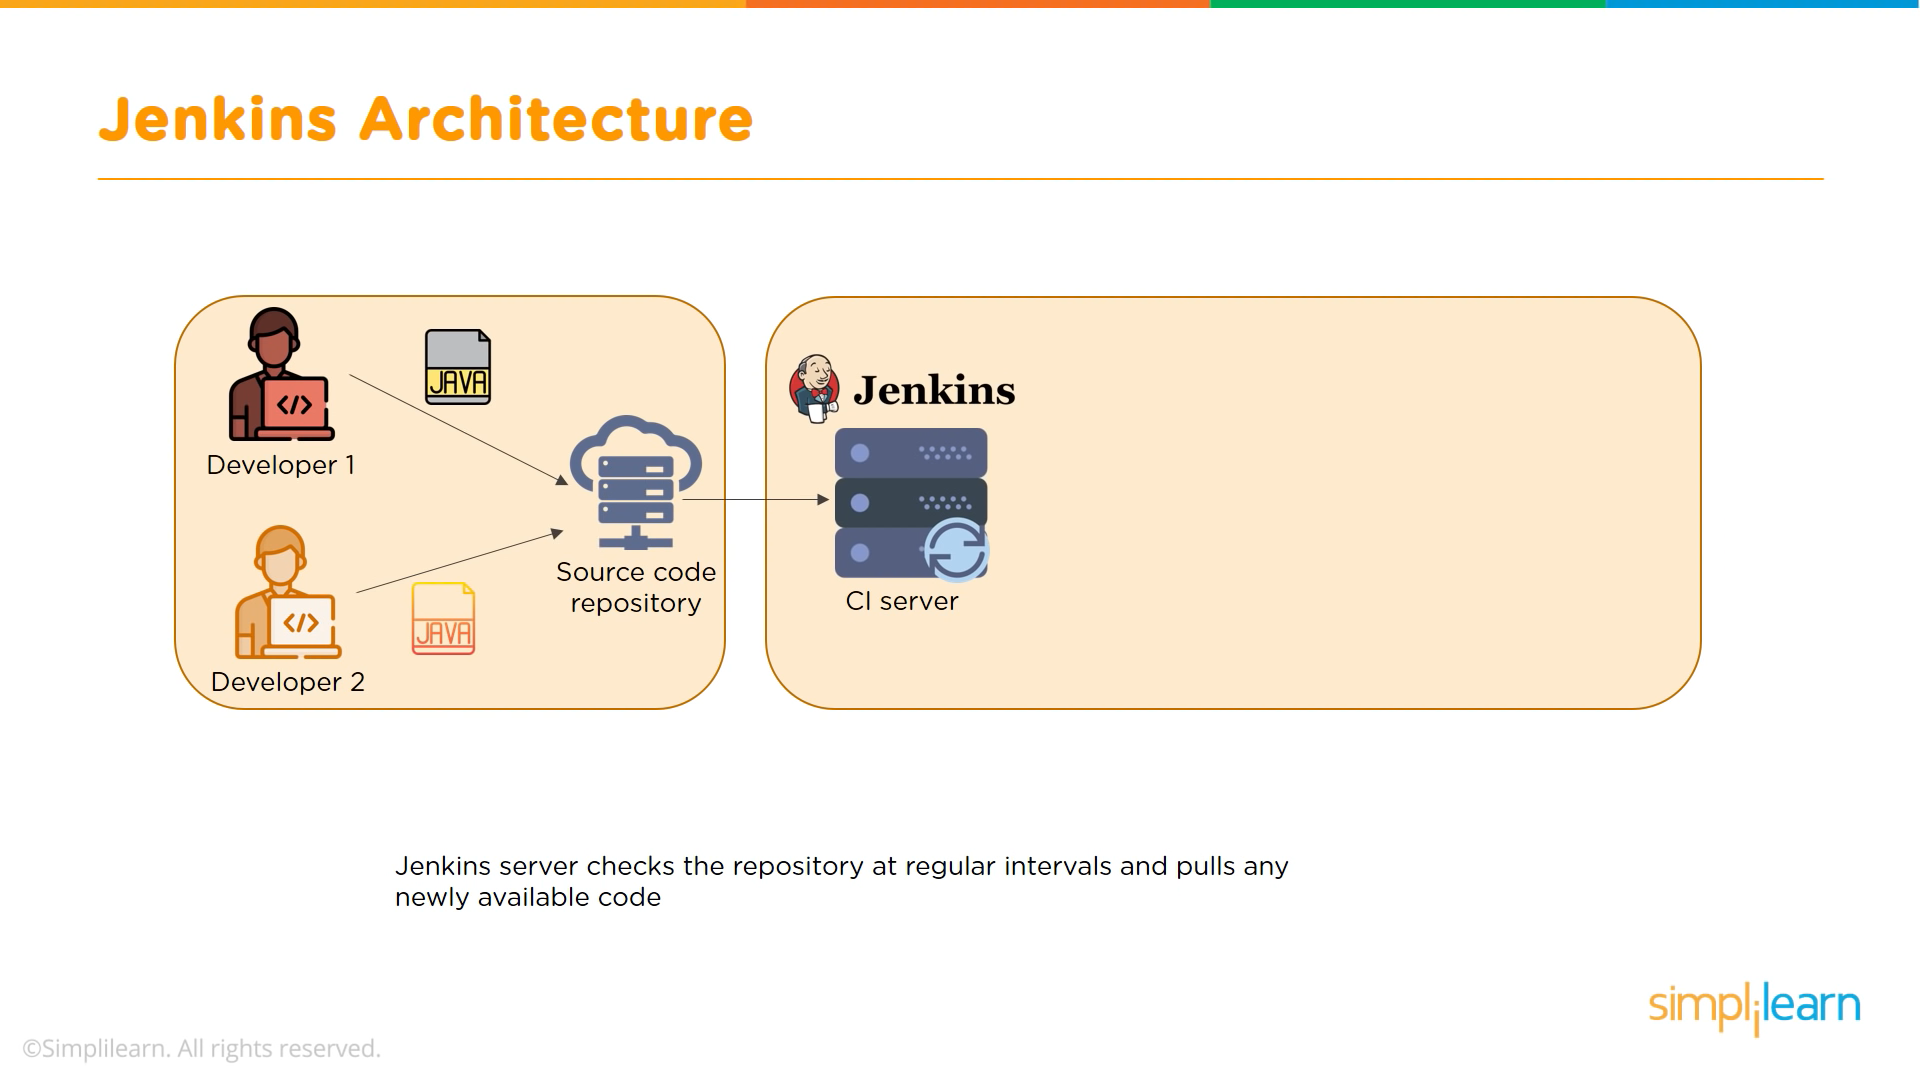 Jenkins Architecture
JAVA
Jenkins
</>
Developer 1
Source code
repository
</>
JAVA
CI server
Developer 2
Jenkins server checks the repository at regular intervals and pulls any
newly available code
simplilearn
©Simplilearn. All rights reserved.